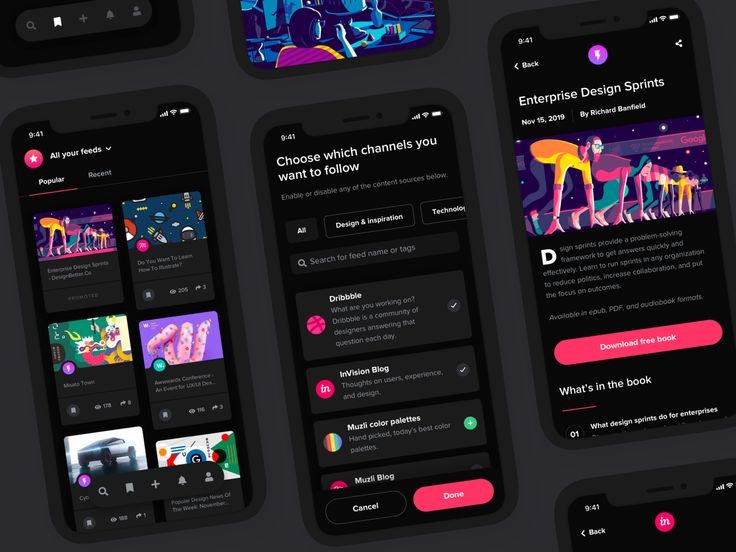 9:41
All your feeds
Popular
Recent
Enterprise Design Sprints
- DesignBetter.Co
PROMOTED
Do You Want To Learn
How To Illustrate?
205
3
Misato Town
178
8
W.
Awwwards Conference -
An Event for UX/UI Des...
116
3
188
1
Popular Design News Of
The Week: November...
9:41
Choose which channels you
want to follow
Enable or disable any of the content sources below.
All
Design & inspiration
Technolog
Search for feed name or tags
Dribbble
What are you working on?
Dribbble is a community of
designers answering that
question each day.
in
InVision Blog
Thoughts on users, experience,
and design.
Muzli color palettes
Hand picked, today's best color
palettes.
Muzli Blog
Cancel
Done
9:41
Back
Enterprise Design Sprints
Nov 15, 2019
By Richard Banfield
Google
Design sprints provide a problem-solving
framework to get answers quickly and
effectively. Learn to run sprints in any organization
to reduce politics, increase collaboration, and put
the focus on outcomes.
Available in epub, PDF, and audiobook formats.
Download free book
What's in the book
01
What design sprints do for enterprises
9:41
Back
in